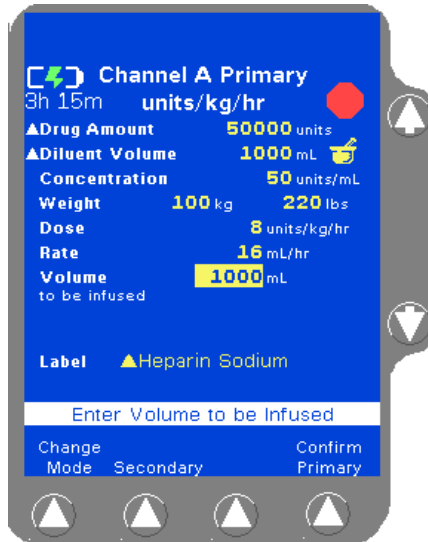 Channel A Primary
3h 15m units/kg/hr
▲Drug Amount 50000 units
▲Diluent Volume 1000 mL
Concentration 50 units/mL
Weight 100 kg 220 lbs
Dose 8 units/kg/hr
Rate 16 mL/hr
Volume 1000 mL
to be infused
Label ▲Heparin Sodium
Enter Volume to be Infused
Change Confirm
Mode Secondary Primary